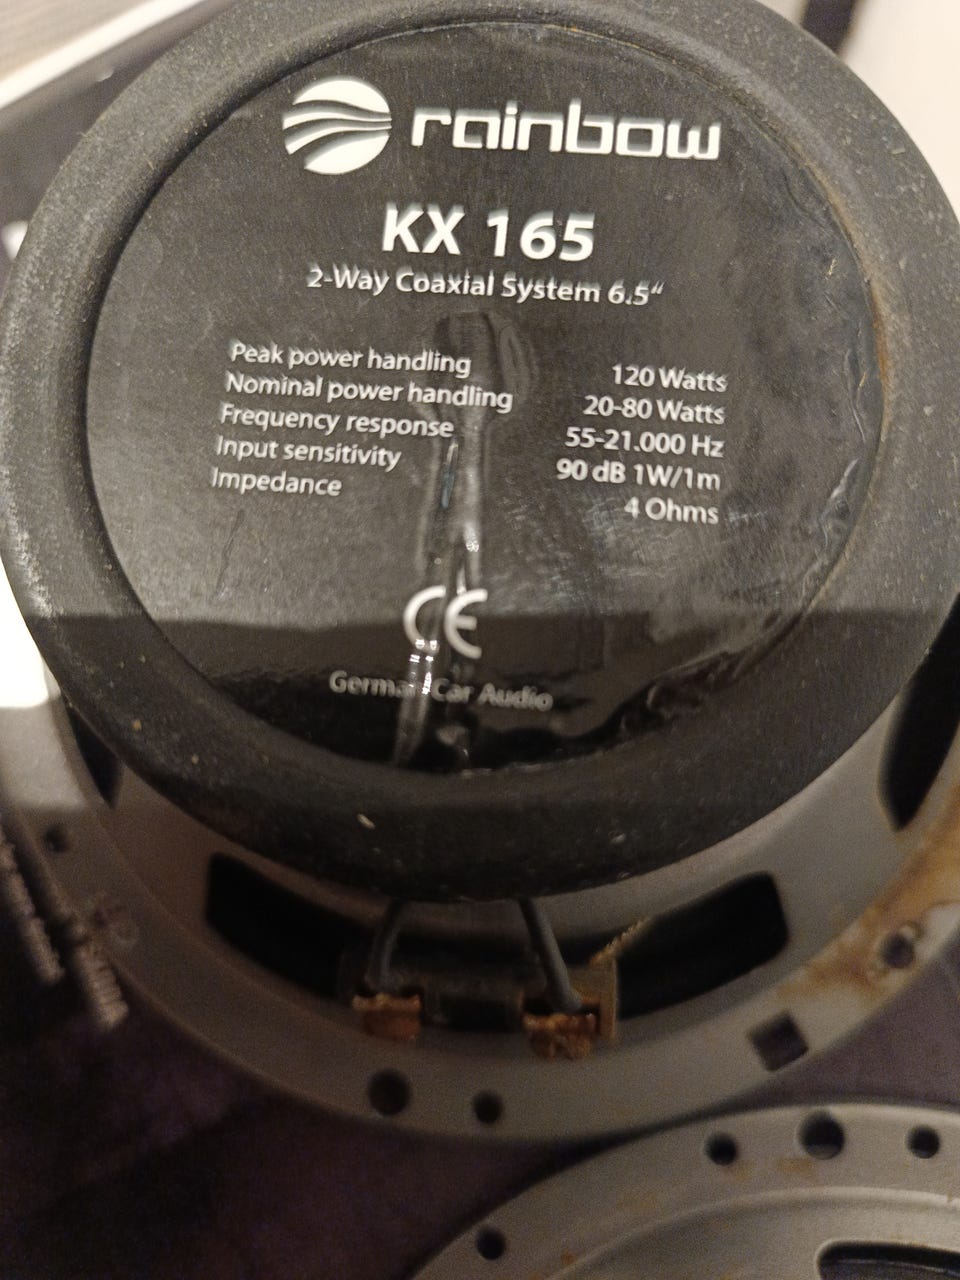 rainbow
KX 165
2-Way Coaxial System 6.5“
Peak power handling 120 Watts
Nominal power handling 20-80 Watts
Frequency response 55-21.000 Hz
Input sensitivity 90 dB 1W/1m
Impedance 4 Ohms
CE
German Car Audio